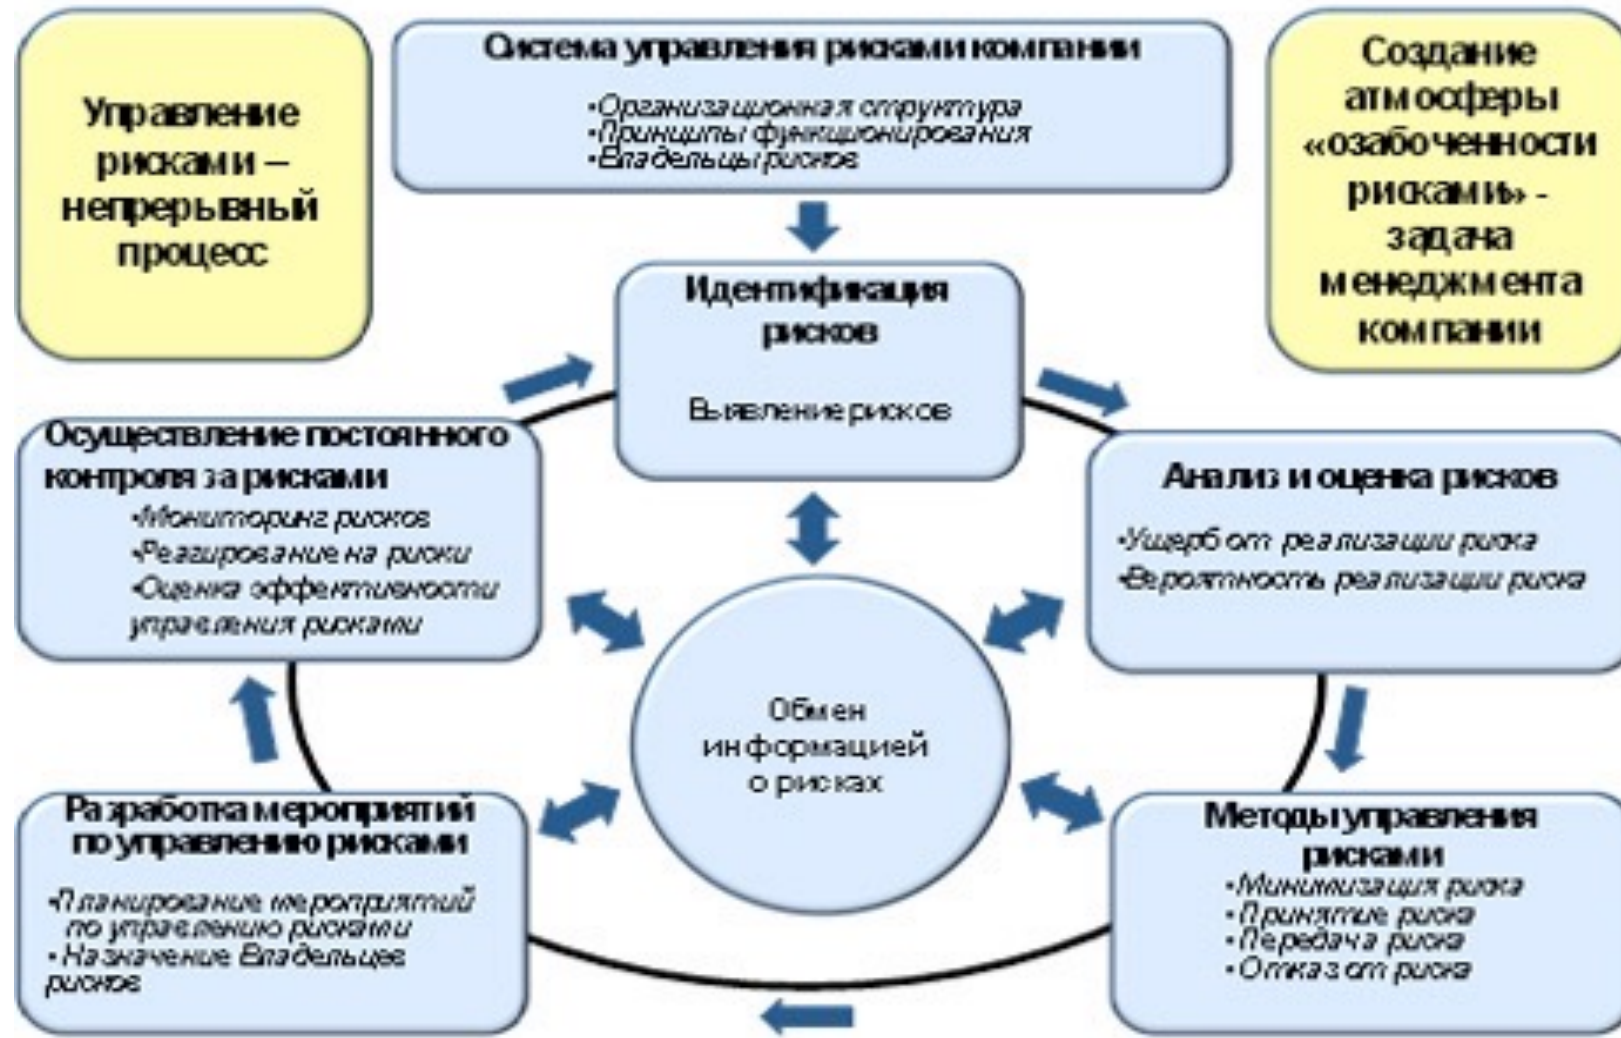 Управление
рисками –
непрерывный
процесс
Система управления рисками компании
•Организационная структура
•Принципы функционирования
•Владельцы рисков
Создание
атмосферы
«озабоченности
рисками» -
задача
менеджмента
компании
Идентификация
рисков
Выявление рисков
Анализ и оценка рисков
•Ущерб от реализации риска
•Вероятность реализации риска
Методы управления
рисками
•Минимизация риска
•Принятие риска
•Передача риска
•Отказ от риска
Разработка мероприятий
по управлению рисками
•Планирование мероприятий
по управлению рисками
• Назначение Владельцев
рисков
Осуществление постоянного
контроля за рисками
•Мониторинг рисков
•Реагирование на риски
•Оценка эффективности
управления рисками
Обмен
информацией
о рисках